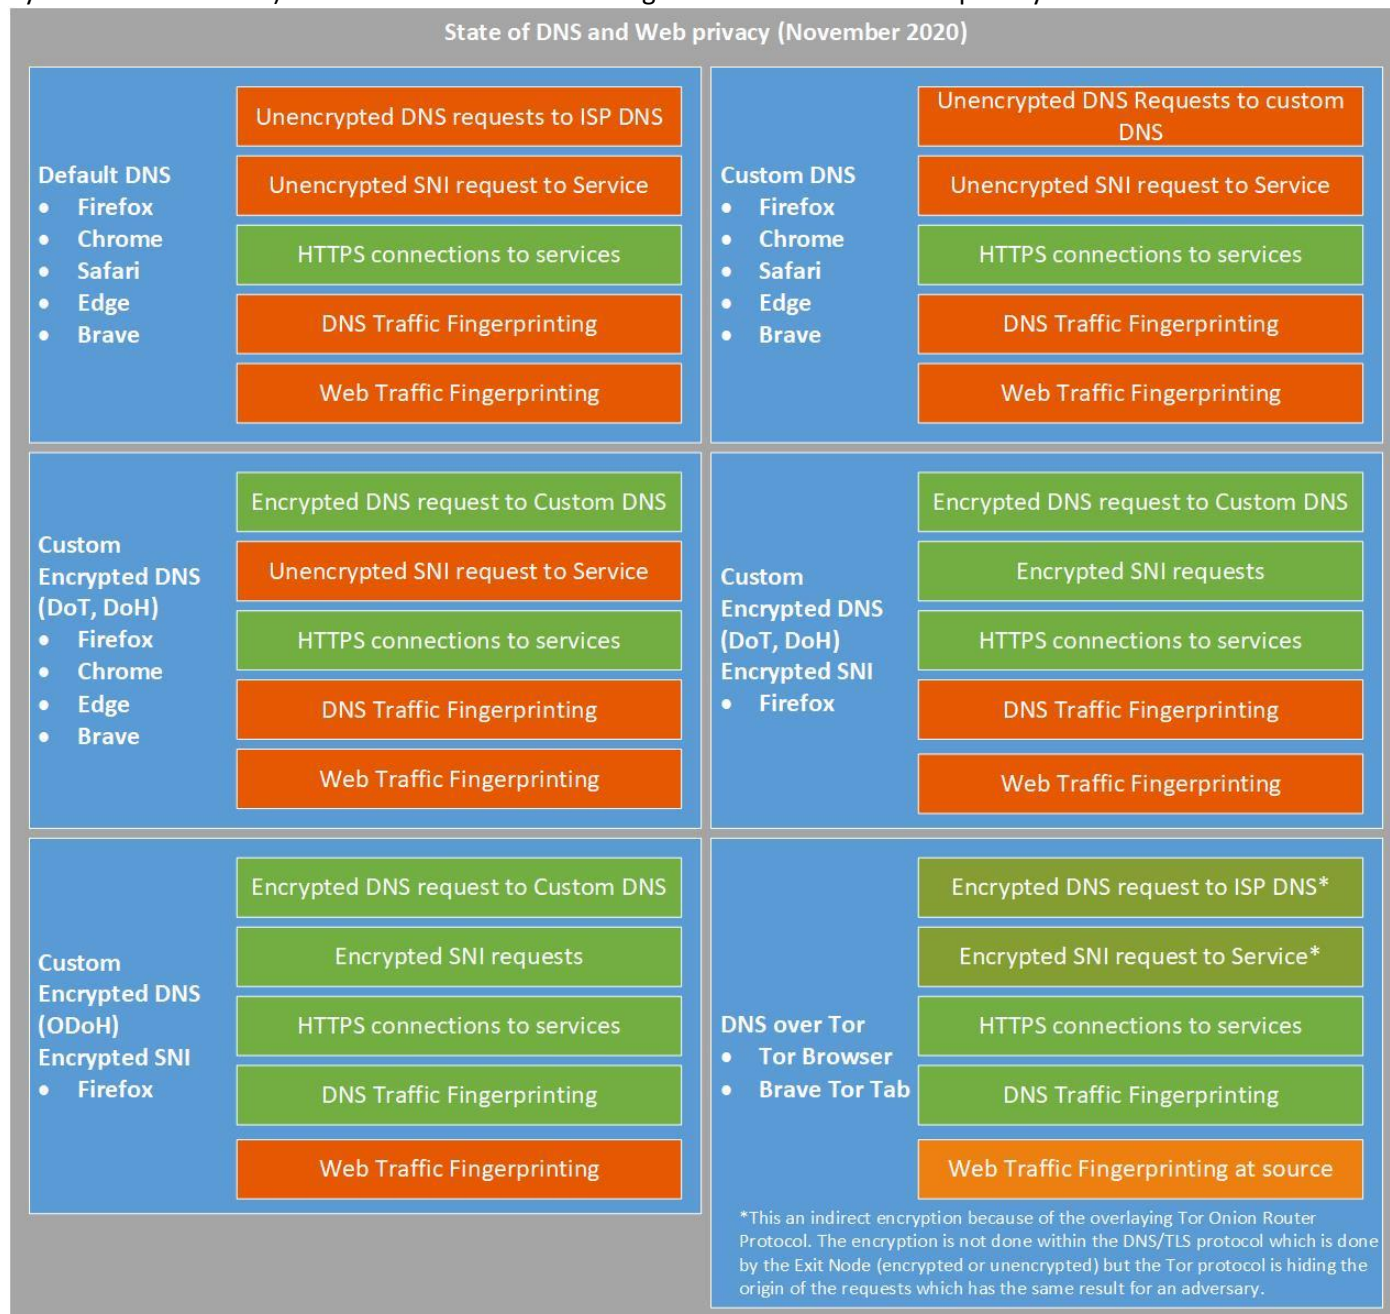 State of DNS and Web privacy (November 2020)
Default DNS
• Firefox
• Chrome
• Safari
• Edge
• Brave
Unencrypted DNS requests to ISP DNS
Unencrypted SNI request to Service
HTTPS connections to services
DNS Traffic Fingerprinting
Web Traffic Fingerprinting
Custom DNS
• Firefox
• Chrome
• Safari
• Edge
• Brave
Unencrypted DNS Requests to custom
DNS
Unencrypted SNI request to Service
HTTPS connections to services
DNS Traffic Fingerprinting
Web Traffic Fingerprinting
Custom
Encrypted DNS
(DoT, DoH)
• Firefox
• Chrome
• Edge
• Brave
Encrypted DNS request to Custom DNS
Unencrypted SNI request to Service
HTTPS connections to services
DNS Traffic Fingerprinting
Web Traffic Fingerprinting
Custom
Encrypted DNS
(DoT, DoH)
Encrypted SNI
• Firefox
Encrypted DNS request to Custom DNS
Encrypted SNI requests
HTTPS connections to services
DNS Traffic Fingerprinting
Web Traffic Fingerprinting
Custom
Encrypted DNS
(ODoH)
Encrypted SNI
• Firefox
Encrypted DNS request to Custom DNS
Encrypted SNI requests
HTTPS connections to services
DNS Traffic Fingerprinting
Web Traffic Fingerprinting
DNS over Tor
• Tor Browser
• Brave Tor Tab
Encrypted DNS request to ISP DNS*
Encrypted SNI request to Service*
HTTPS connections to services
DNS Traffic Fingerprinting
Web Traffic Fingerprinting at source
*This an indirect encryption because of the overlaying Tor Onion Router
Protocol. The encryption is not done within the DNS/TLS protocol which is done
by the Exit Node (encrypted or unencrypted) but the Tor protocol is hiding the
origin of the requests which has the same result for an adversary.